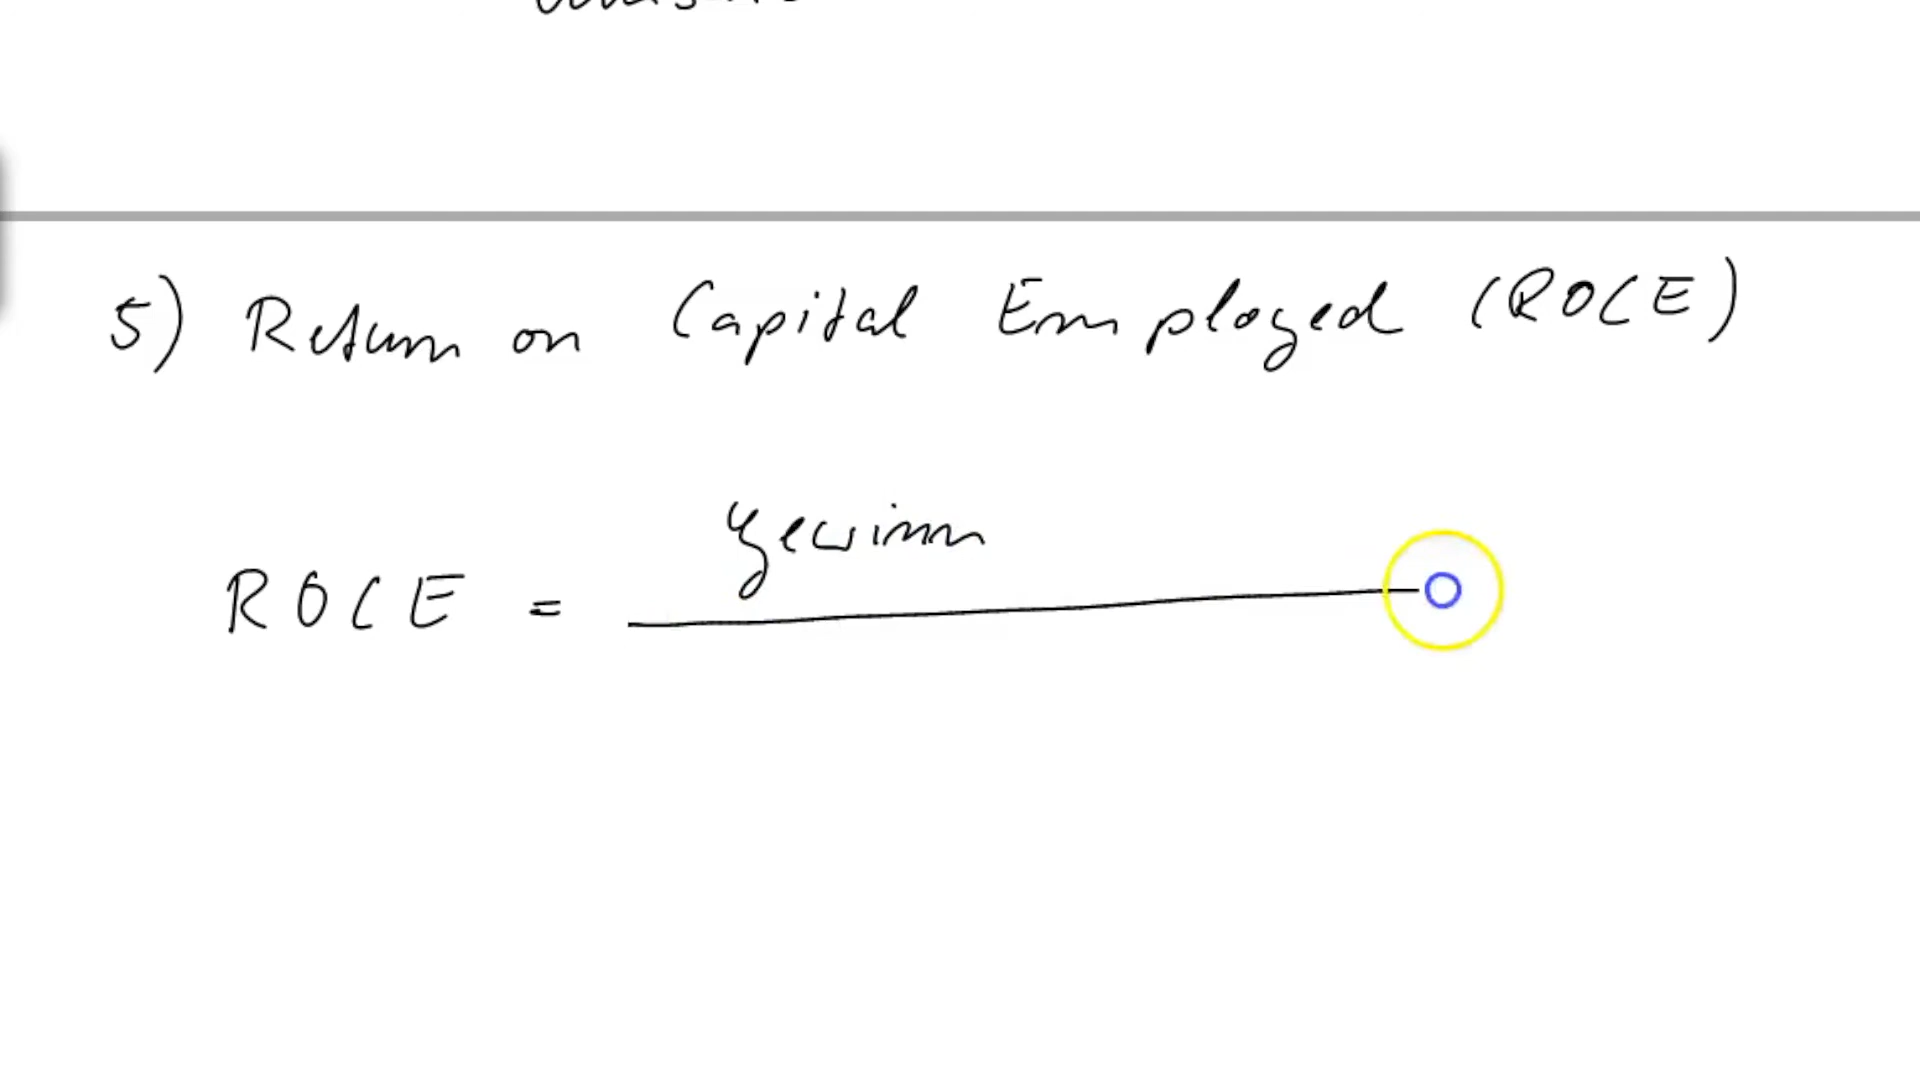 5) Return on Capital Employed (ROCE)
Gewinn
ROCE =